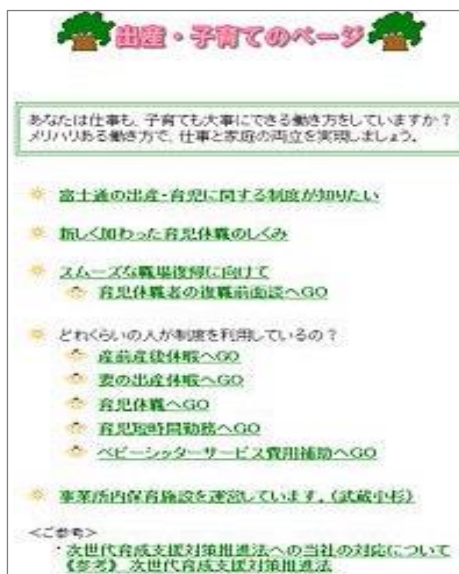 出産・子育てのページ
あなたは仕事も、子育ても大事にできる働き方をしていますか？
メリハリある働き方で、仕事と家庭の両立を実現しましょう。
富士通の出産・育児に関する制度が知りたい
新しく加わった育児休職のしくみ
スムーズな職場復帰に向けて
育児休職者の復職前面談へGO
どれくらいの人が制度を利用しているの？
産前産後休暇へGO
妻の出産休暇へGO
育児休職へGO
育児短時間勤務へGO
ベビーシッターサービス費用補助へGO
事業所内保育施設を運営しています。(武蔵小杉)
＜ご参考＞
・次世代育成支援対策推進法への当社の対応について
《参考》 次世代育成支援対策推進法